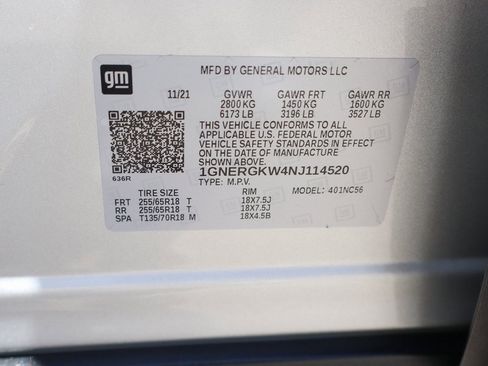 gm
MFD BY GENERAL MOTORS LLC
11/21 GVWR GAWR FRT GAWR RR
2800 KG 1450 KG 1600 KG
6173 LB 3196 LB 3527 LB
THIS VEHICLE CONFORMS TO ALL
APPLICABLE U.S. FEDERAL MOTOR
VEHICLE SAFETY STANDARDS IN EFFECT
ON THE DATE OF MANUFACTURE
SHOWN ABOVE.
636R
1GNERGKW4NJ114520
TYPE: M.P.V.
TIRE SIZE RIM MODEL: 401NC56
FRT 255/65R18 T 18X7.5J
RR 255/65R18 T 18X7.5J
SPA T135/70R18 M 18X4.5B